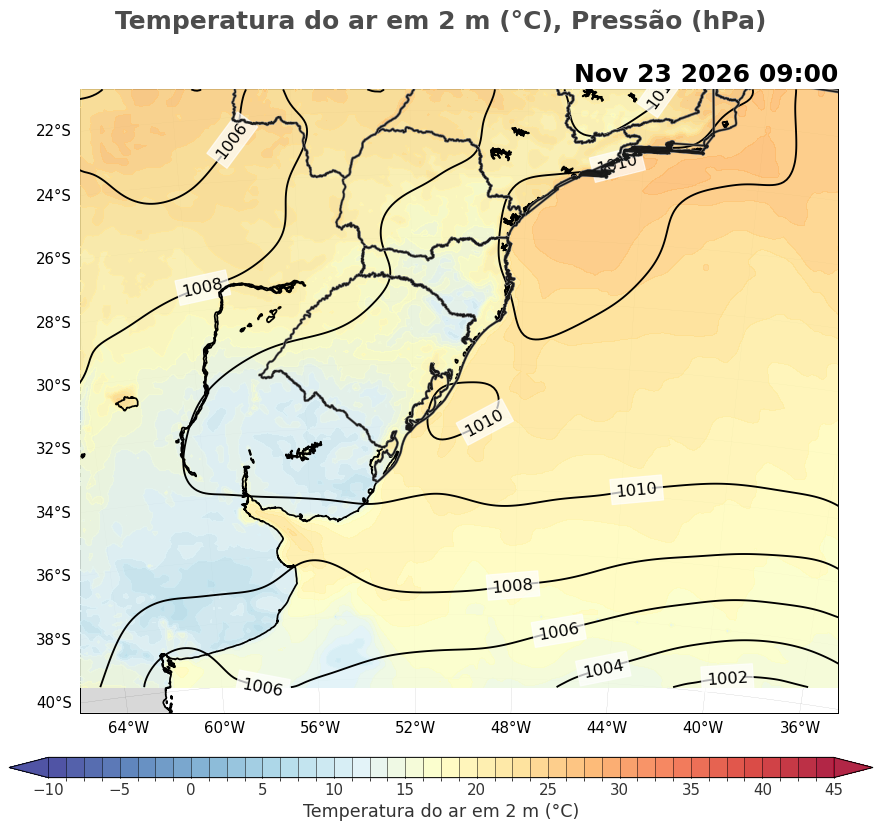 Temperatura do ar em 2 m (°C), Pressão (hPa)
Nov 23 2026 09:00
22°S
24°S
26°S
28°S
30°S
32°S
34°S
36°S
38°S
40°S
1006
1010
1008
1010
1010
1008
1006
1004
1002
1006
64°W
60°W
56°W
52°W
48°W
44°W
40°W
36°W
−10
−5
0
5
10
15
20
25
30
35
40
45
Temperatura do ar em 2 m (°C)